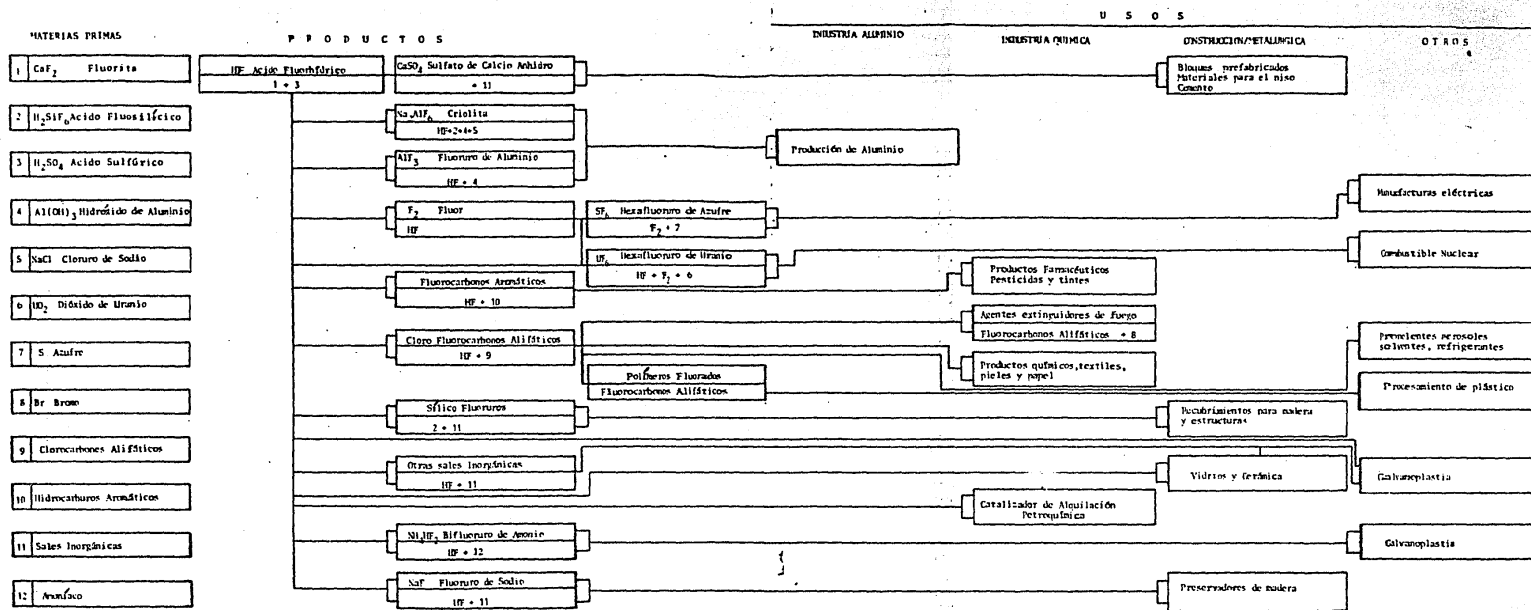 U S O S
MATERIAS PRIMAS
P R O D U C T O S
INDUSTRIA ALUMINIO
INDUSTRIA QUIMICA
CONSTRUCCION/METALURGICA
OTROS
1 CaF2 Fluorita
HF Acido Fluorhídrico
1 + 3
CaSO4 Sulfato de Calcio Anhidro
+ 11
Bloques prefabricados
Materiales para el piso
Cemento
2 H2SiF6 Acido Fluosilícico
Na3AlF6 Criolita
HF+2+4+5
3 H2SO4 Acido Sulfúrico
AlF3 Fluoruro de Aluminio
HF + 4
Producción de Aluminio
4 Al(OH)3 Hidróxido de Aluminio
F2 Fluor
HF
SF6 Hexafluoruro de Azufre
F2 + 7
Manufacturas eléctricas
5 NaCl Cloruro de Sodio
UF6 Hexafluoruro de Uranio
HF + F2 + 6
Combustible Nuclear
Fluorocarbonos Aromáticos
HF + 10
Productos Farmacéuticos
Pesticidas y tintes
6 UO2 Dióxido de Uranio
Agentes extinguidores de fuego
Fluorocarbonos Alifáticos + 8
7 S Azufre
Cloro Fluorocarbonos Alifáticos
HF + 9
Productos químicos, textiles,
pieles y papel
Propelentes aerosoles
solventes, refrigerantes
Polímeros Fluorados
Fluorocarbonos Alifáticos
Procesamiento de plástico
8 Br Bromo
Sílico Fluoruros
2 + 11
Recubrimientos para madera
y estructuras
9 Clorocarbones Alifáticos
Otras sales Inorgánicas
HF + 11
Vidrios y Cerámica
Galvanoplastia
10 Hidrocarburos Aromáticos
Catalizador de Alquilación
Petroquímica
11 Sales Inorgánicas
NH4HF2 Bifluoruro de Amonio
HF + 12
Galvanoplastia
12 Amoníaco
NaF Fluoruro de Sodio
HF + 11
Preservadores de madera